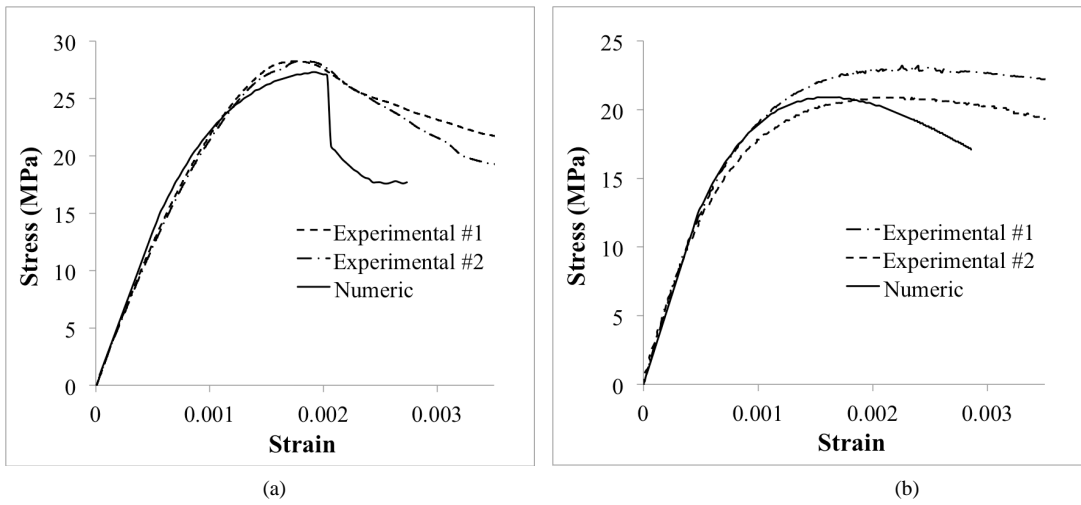 30
25
20
15
10
5
0
Stress (MPa)
Experimental #1
Experimental #2
Numeric
0 0.001 0.002 0.003
Strain
(a)
25
20
15
10
5
0
Stress (MPa)
Experimental #1
Experimental #2
Numeric
0 0.001 0.002 0.003
Strain
(b)